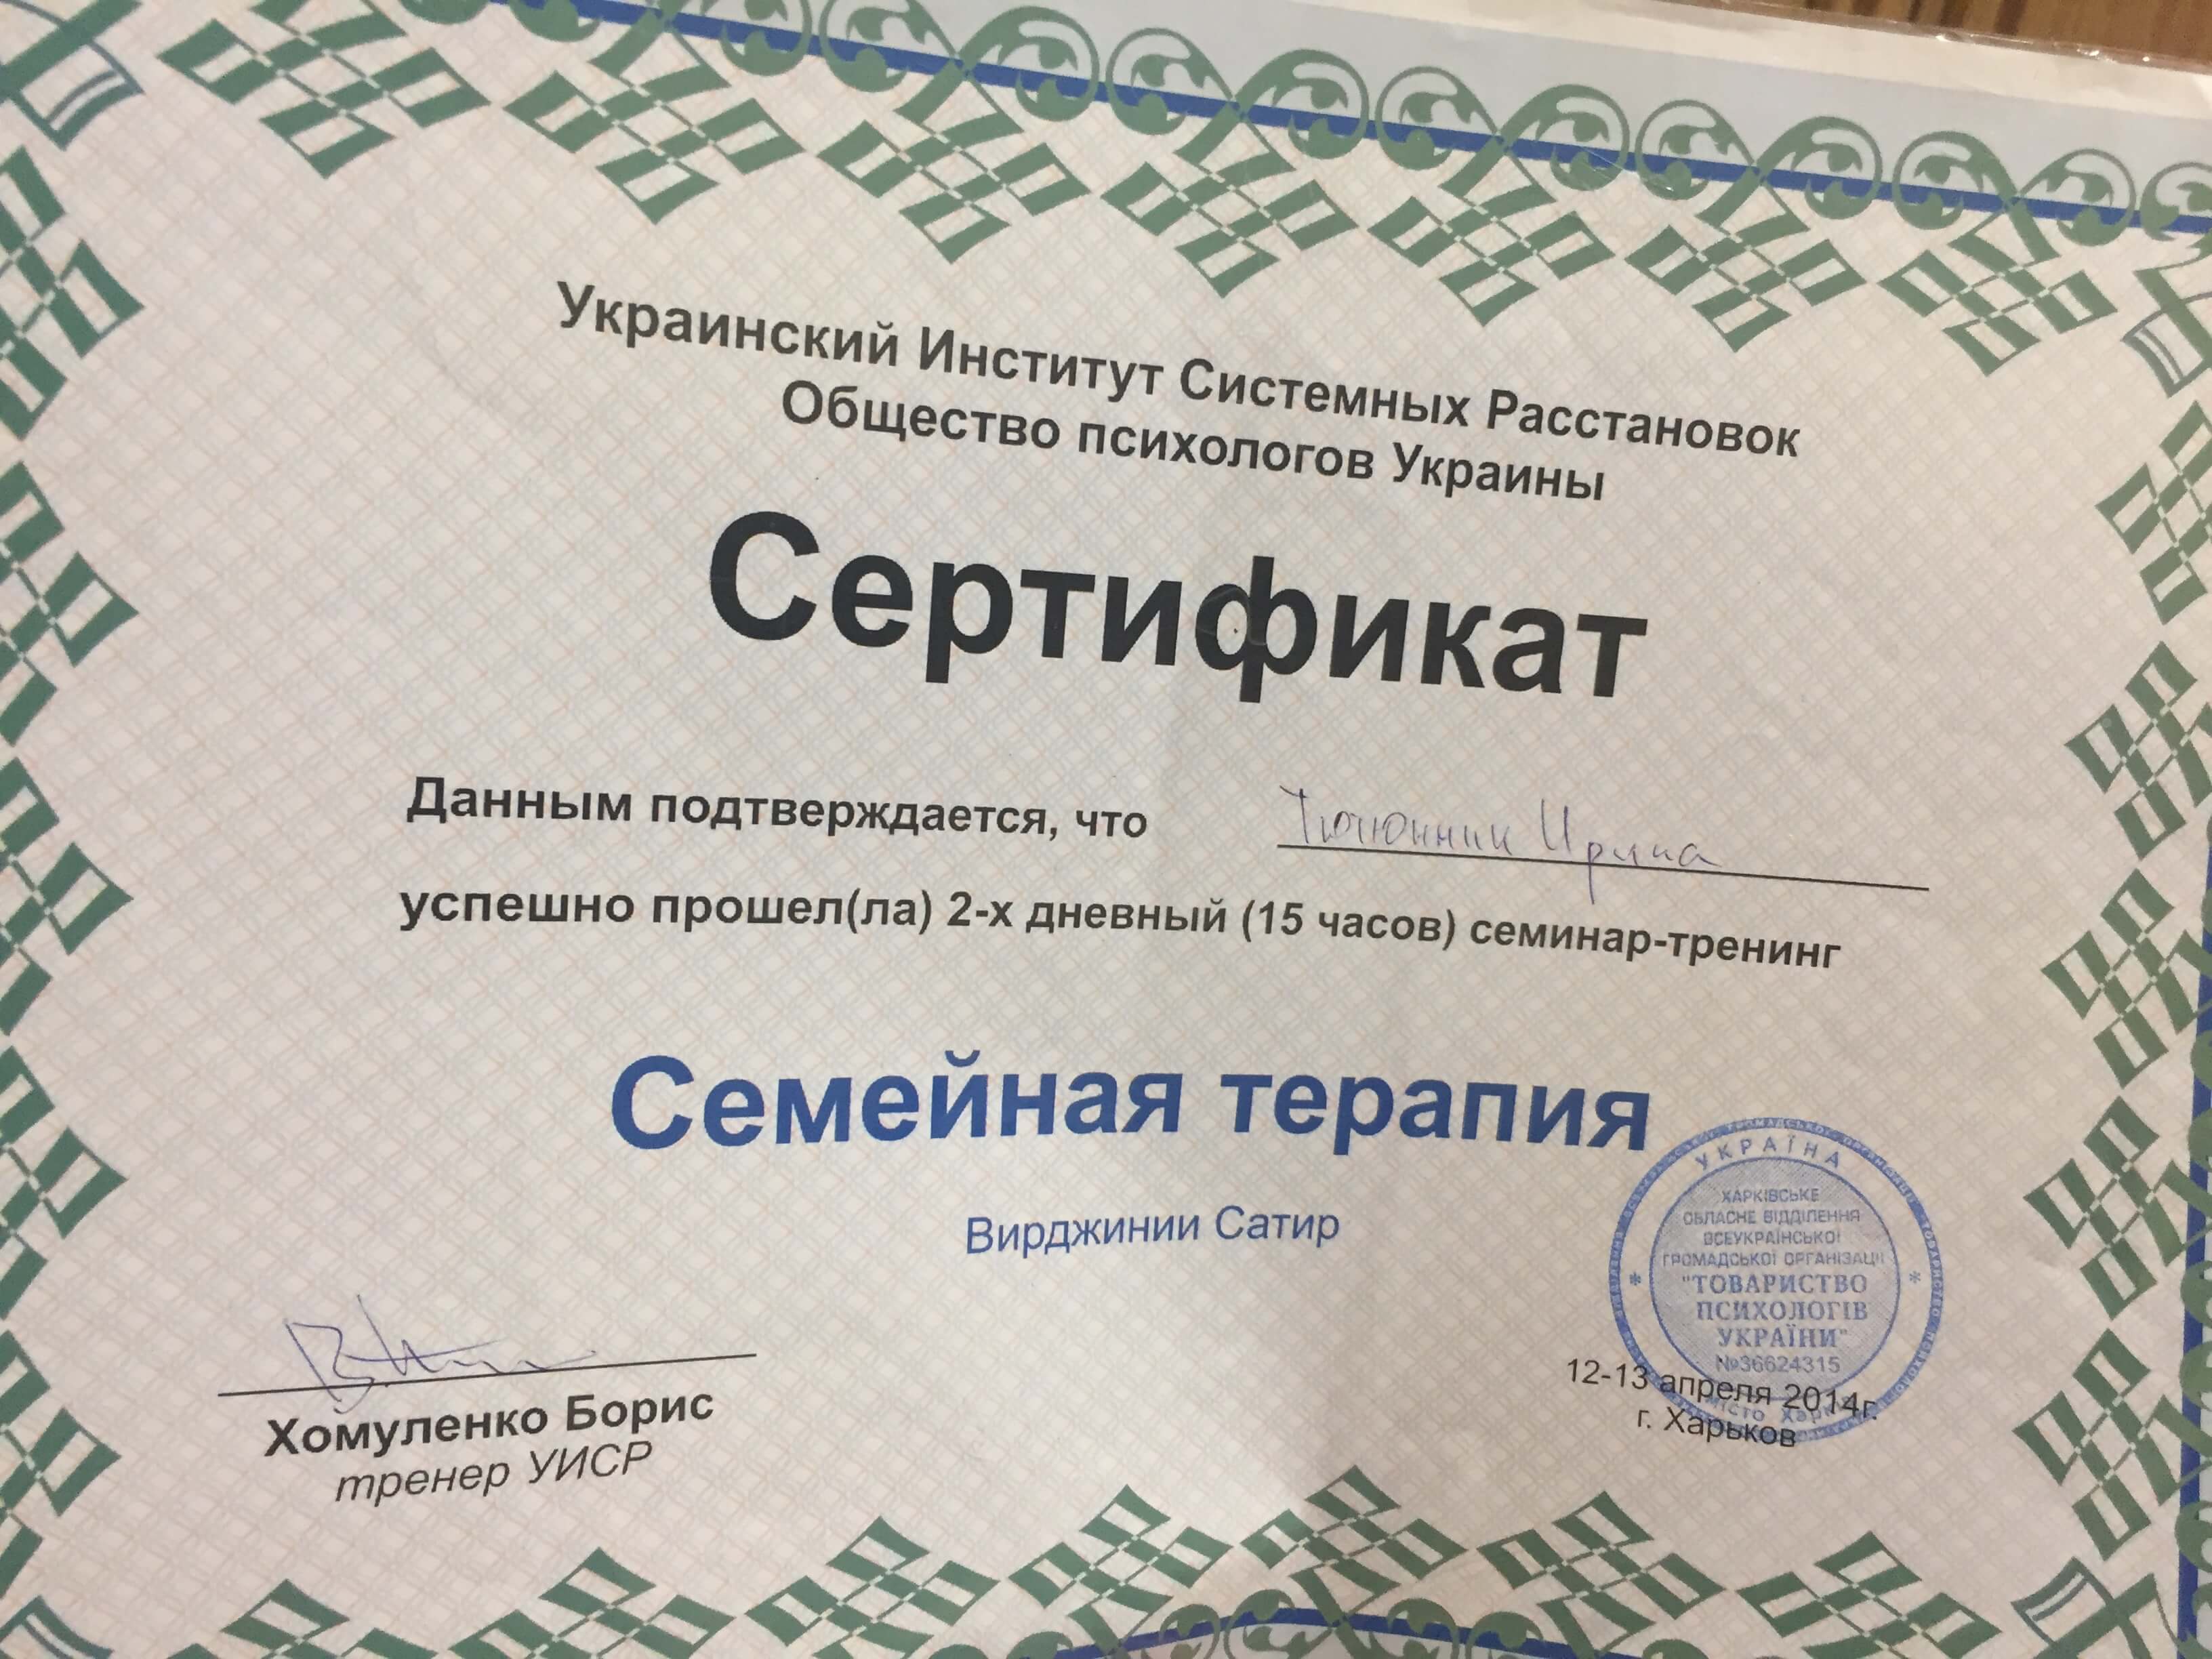 Украинский Институт Системных Расстановок
Общество психологов Украины
Сертификат
Данным подтверждается, что Тютюнник Ирина
успешно прошел(ла) 2-х дневный (15 часов) семинар-тренинг
Семейная терапия
Вирджинии Сатир
УКРАЇНА
ХАРКІВСЬКЕ
ОБЛАСНЕ ВІДДІЛЕННЯ
ВСЕУКРАЇНСЬКОЇ
ГРОМАДСЬКОЇ ОРГАНІЗАЦІЇ
"ТОВАРИСТВО
ПСИХОЛОГІВ
УКРАЇНИ"
№36624315
12-13 апреля 2014г.
г. Харьков
Хомуленко Борис
тренер УИСР